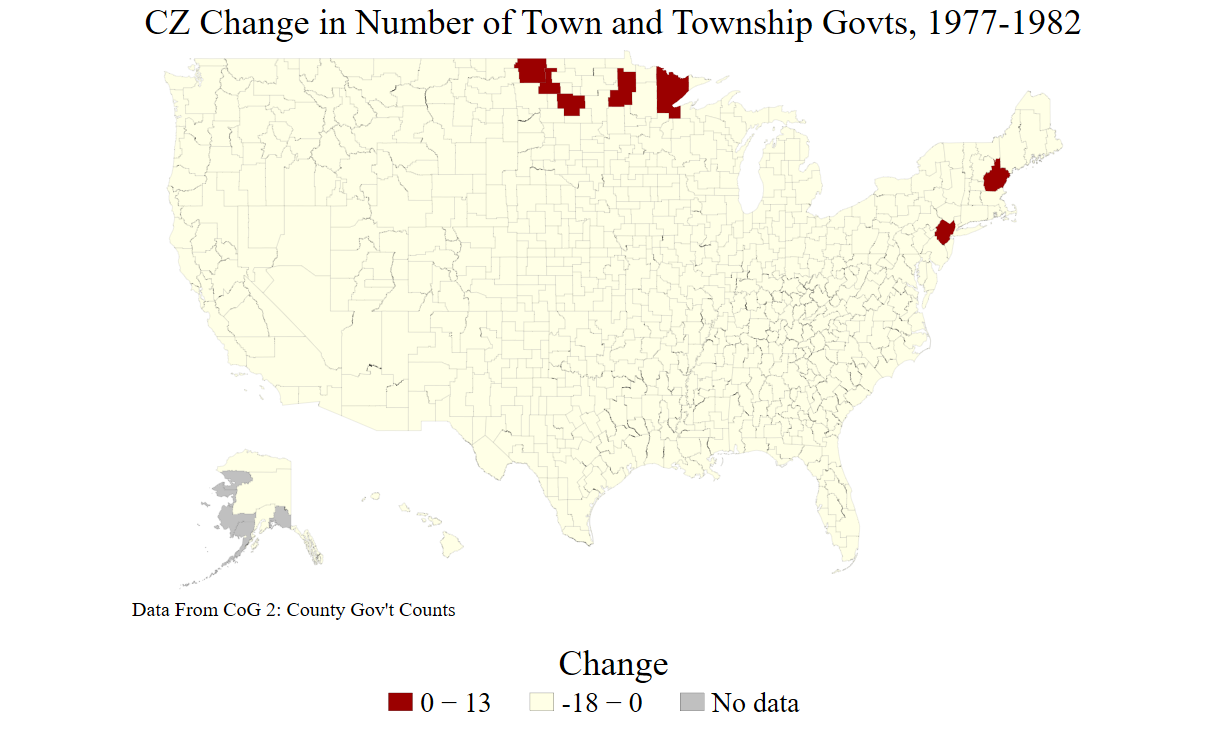 CZ Change in Number of Town and Township Govts, 1977-1982
Data From CoG 2: County Gov't Counts
Change
0 − 13 -18 − 0 No data